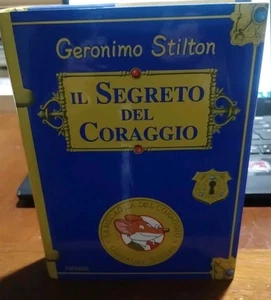 Geronimo Stilton
IL SEGRETO
DEL
CORAGGIO